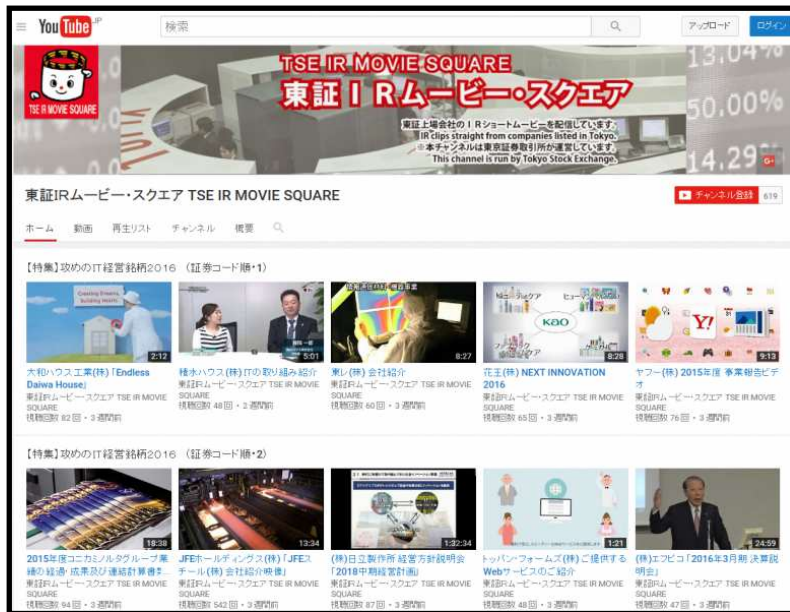 YouTube JP
検索
アップロード
ログイン
TSE IR MOVIE SQUARE
東証IRムービー・スクエア
東証上場会社のIRショートムービーを配信しています。
IR clips straight from companies listed in Tokyo.
※本チャンネルは東京証券取引所が運営しています。
This channel is run by Tokyo Stock Exchange.
TSE IR MOVIE SQUARE
13.04%
50.00%
14.29%
東証IRムービー・スクエア TSE IR MOVIE SQUARE
チャンネル登録 619
ホーム 動画 再生リスト チャンネル 概要
【特集】攻めのIT経営銘柄2016 (証券コード順・1)
Creating Dreams, Building Hearts.
Kao
Y!
2:12 5:01 8:27 8:28 9:13
大和ハウス工業(株)「Endless Daiwa House」
東証IRムービー・スクエア TSE IR MOVIE SQUARE
視聴回数 82 回・3 週間前
積水ハウス(株) ITの取り組み紹介
東証IRムービー・スクエア TSE IR MOVIE SQUARE
視聴回数 48 回・2 週間前
東レ(株) 会社紹介
東証IRムービー・スクエア TSE IR MOVIE SQUARE
視聴回数 60 回・3 週間前
花王(株) NEXT INNOVATION 2016
東証IRムービー・スクエア TSE IR MOVIE SQUARE
視聴回数 65 回・3 週間前
ヤフー(株) 2015年度 事業報告ビデオ
東証IRムービー・スクエア TSE IR MOVIE SQUARE
視聴回数 76 回・3 週間前
【特集】攻めのIT経営銘柄2016 (証券コード順・2)
18:38 13:34 1:32:34 1:21 24:59
2015年度コニカミノルタグループ業績の経過・成果及び連結計算書...
東証IRムービー・スクエア TSE IR MOVIE SQUARE
視聴回数 94 回・3 週間前
JFEホールディングス(株)「JFEスチール(株) 会社紹介映像」
東証IRムービー・スクエア TSE IR MOVIE SQUARE
視聴回数 542 回・3 週間前
(株)日立製作所 経営方針説明会「2018中期経営計画」
東証IRムービー・スクエア TSE IR MOVIE SQUARE
視聴回数 87 回・3 週間前
トッパン・フォームズ(株) ご提供するWebサービスのご紹介
東証IRムービー・スクエア TSE IR MOVIE SQUARE
視聴回数 48 回・3 週間前
(株)エフピコ「2016年3月期 決算説明会」
東証IRムービー・スクエア TSE IR MOVIE SQUARE
視聴回数 47 回・3 週間前